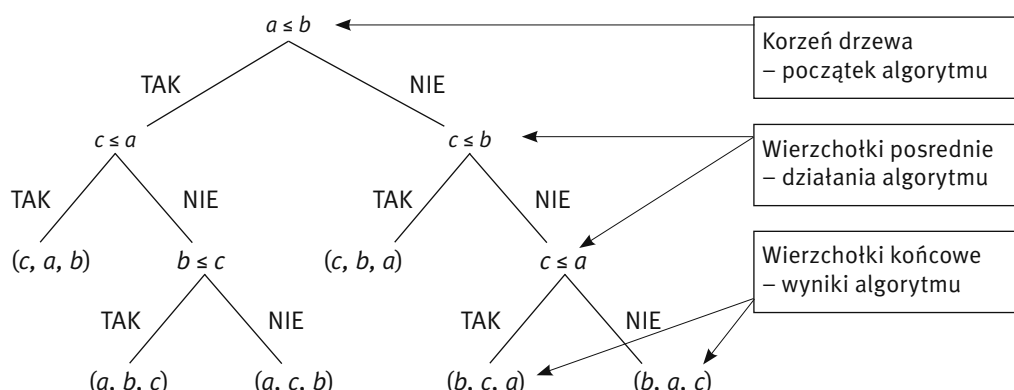 a ≤ b
Korzeń drzewa
– początek algorytmu
TAK
NIE
c ≤ a
c ≤ b
Wierzchołki posrednie
– działania algorytmu
TAK
NIE
TAK
NIE
(c, a, b)
b ≤ c
(c, b, a)
c ≤ a
Wierzchołki końcowe
– wyniki algorytmu
TAK
NIE
TAK
NIE
(a, b, c)
(a, c, b)
(b, c, a)
(b, a, c)